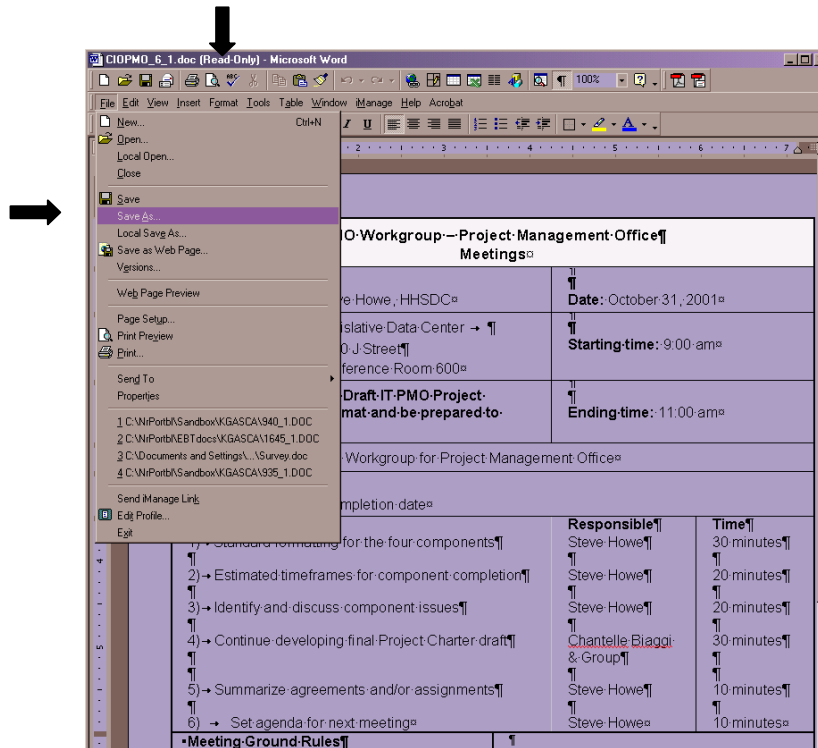 CIOPMO_6_1.doc (Read-Only) - Microsoft Word
100%
File Edit View Insert Format Tools Table Window iManage Help Acrobat
New... Ctrl+N
Open...
Local Open...
Close
Save
Save As...
Local Save As...
Save as Web Page...
Versions...
Web Page Preview
Page Setup...
Print Preview
Print...
Send To
Properties
1 C:\NrPortbl\Sandbox\KGASCA\940_1.DOC
2 C:\NrPortbl\EBTdocs\KGASCA\1645_1.DOC
3 C:\Documents and Settings\...\Survey.doc
4 C:\NrPortbl\Sandbox\KGASCA\935_1.DOC
Send iManage Link
Edit Profile...
Exit
I U
2 3 4 5 6 7
O·Workgroup·–·Project·Management·Office¶
Meetings¤
¶
¶
ve·Howe,·HHSDC¤ Date:·October·31,·2001¤
islative·Data·Center → ¶ ¶
0·J·Street¶ Starting·time:·9:00·am¤
ference·Room·600¤
·Draft·IT·PMO·Project· ¶
mat·and·be·prepared·to· Ending·time:·11:00·am¤
·Workgroup·for·Project·Management·Office¤
mpletion·date¤
Responsible¶ Time¶
1)→Standard·formatting·for·the·four·components¶ Steve·Howe¶ 30·minutes¶
¶ ¶ ¶
2)→Estimated·timeframes·for·component·completion¶ Steve·Howe¶ 20·minutes¶
¶ ¶ ¶
3)→Identify·and·discuss·component·issues¶ Steve·Howe¶ 20·minutes¶
¶ ¶ ¶
4)→Continue·developing·final·Project·Charter·draft¶ Chantelle·Biaggi· 30·minutes¶
¶ &·Group¶ ¶
¶ ¶ ¶
5)→Summarize·agreements·and/or·assignments¶ Steve·Howe¶ 10·minutes¶
¶ ¶ ¶
6) → Set·agenda·for·next·meeting¤ Steve·Howe¤ 10·minutes¤
▪Meeting·Ground·Rules¶ ¶